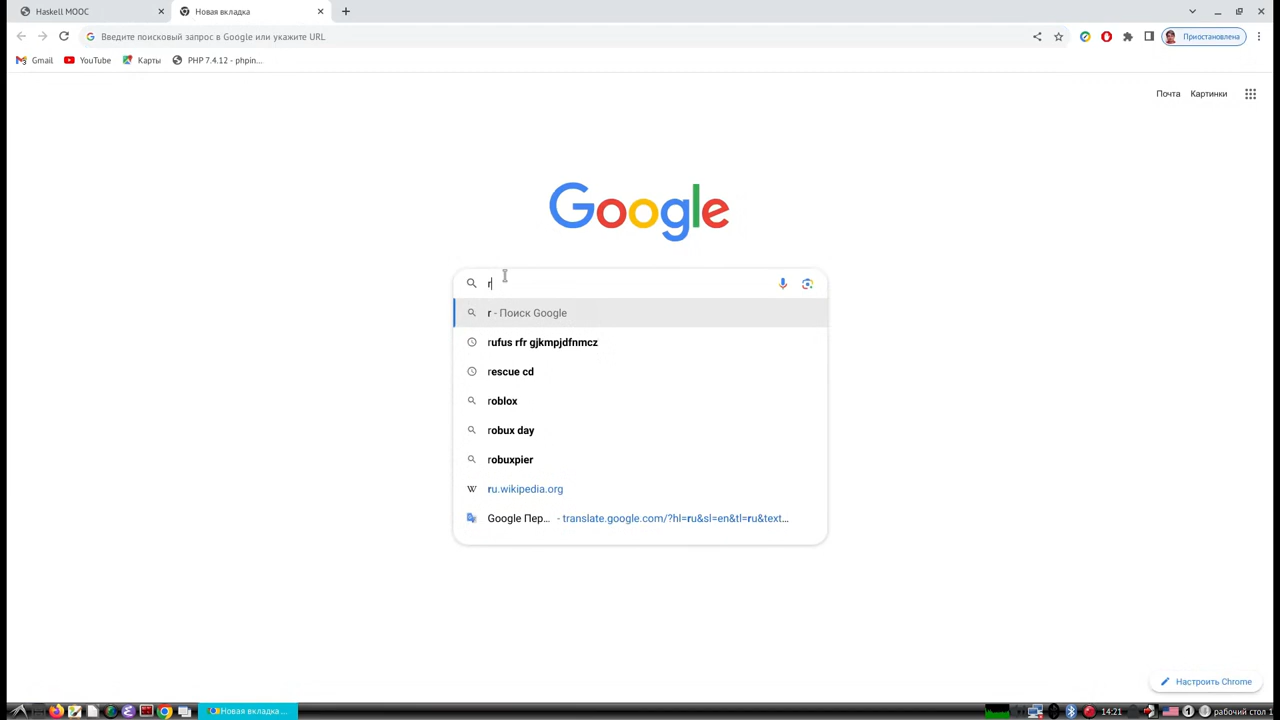 Haskell MOOC
Новая вкладка
Введите поисковый запрос в Google или укажите URL
Приостановлена
Gmail
YouTube
Карты
PHP 7.4.12 - phpin...
Почта
Картинки
Google
r
r - Поиск Google
rufus rfr gjkmpjdfnmcz
rescue cd
roblox
robux day
robuxpier
ru.wikipedia.org
Google Пер... - translate.google.com/?hl=ru&sl=en&tl=ru&text...
Настроить Chrome
Новая вкладка ...
14:21
1
рабочий стол 1